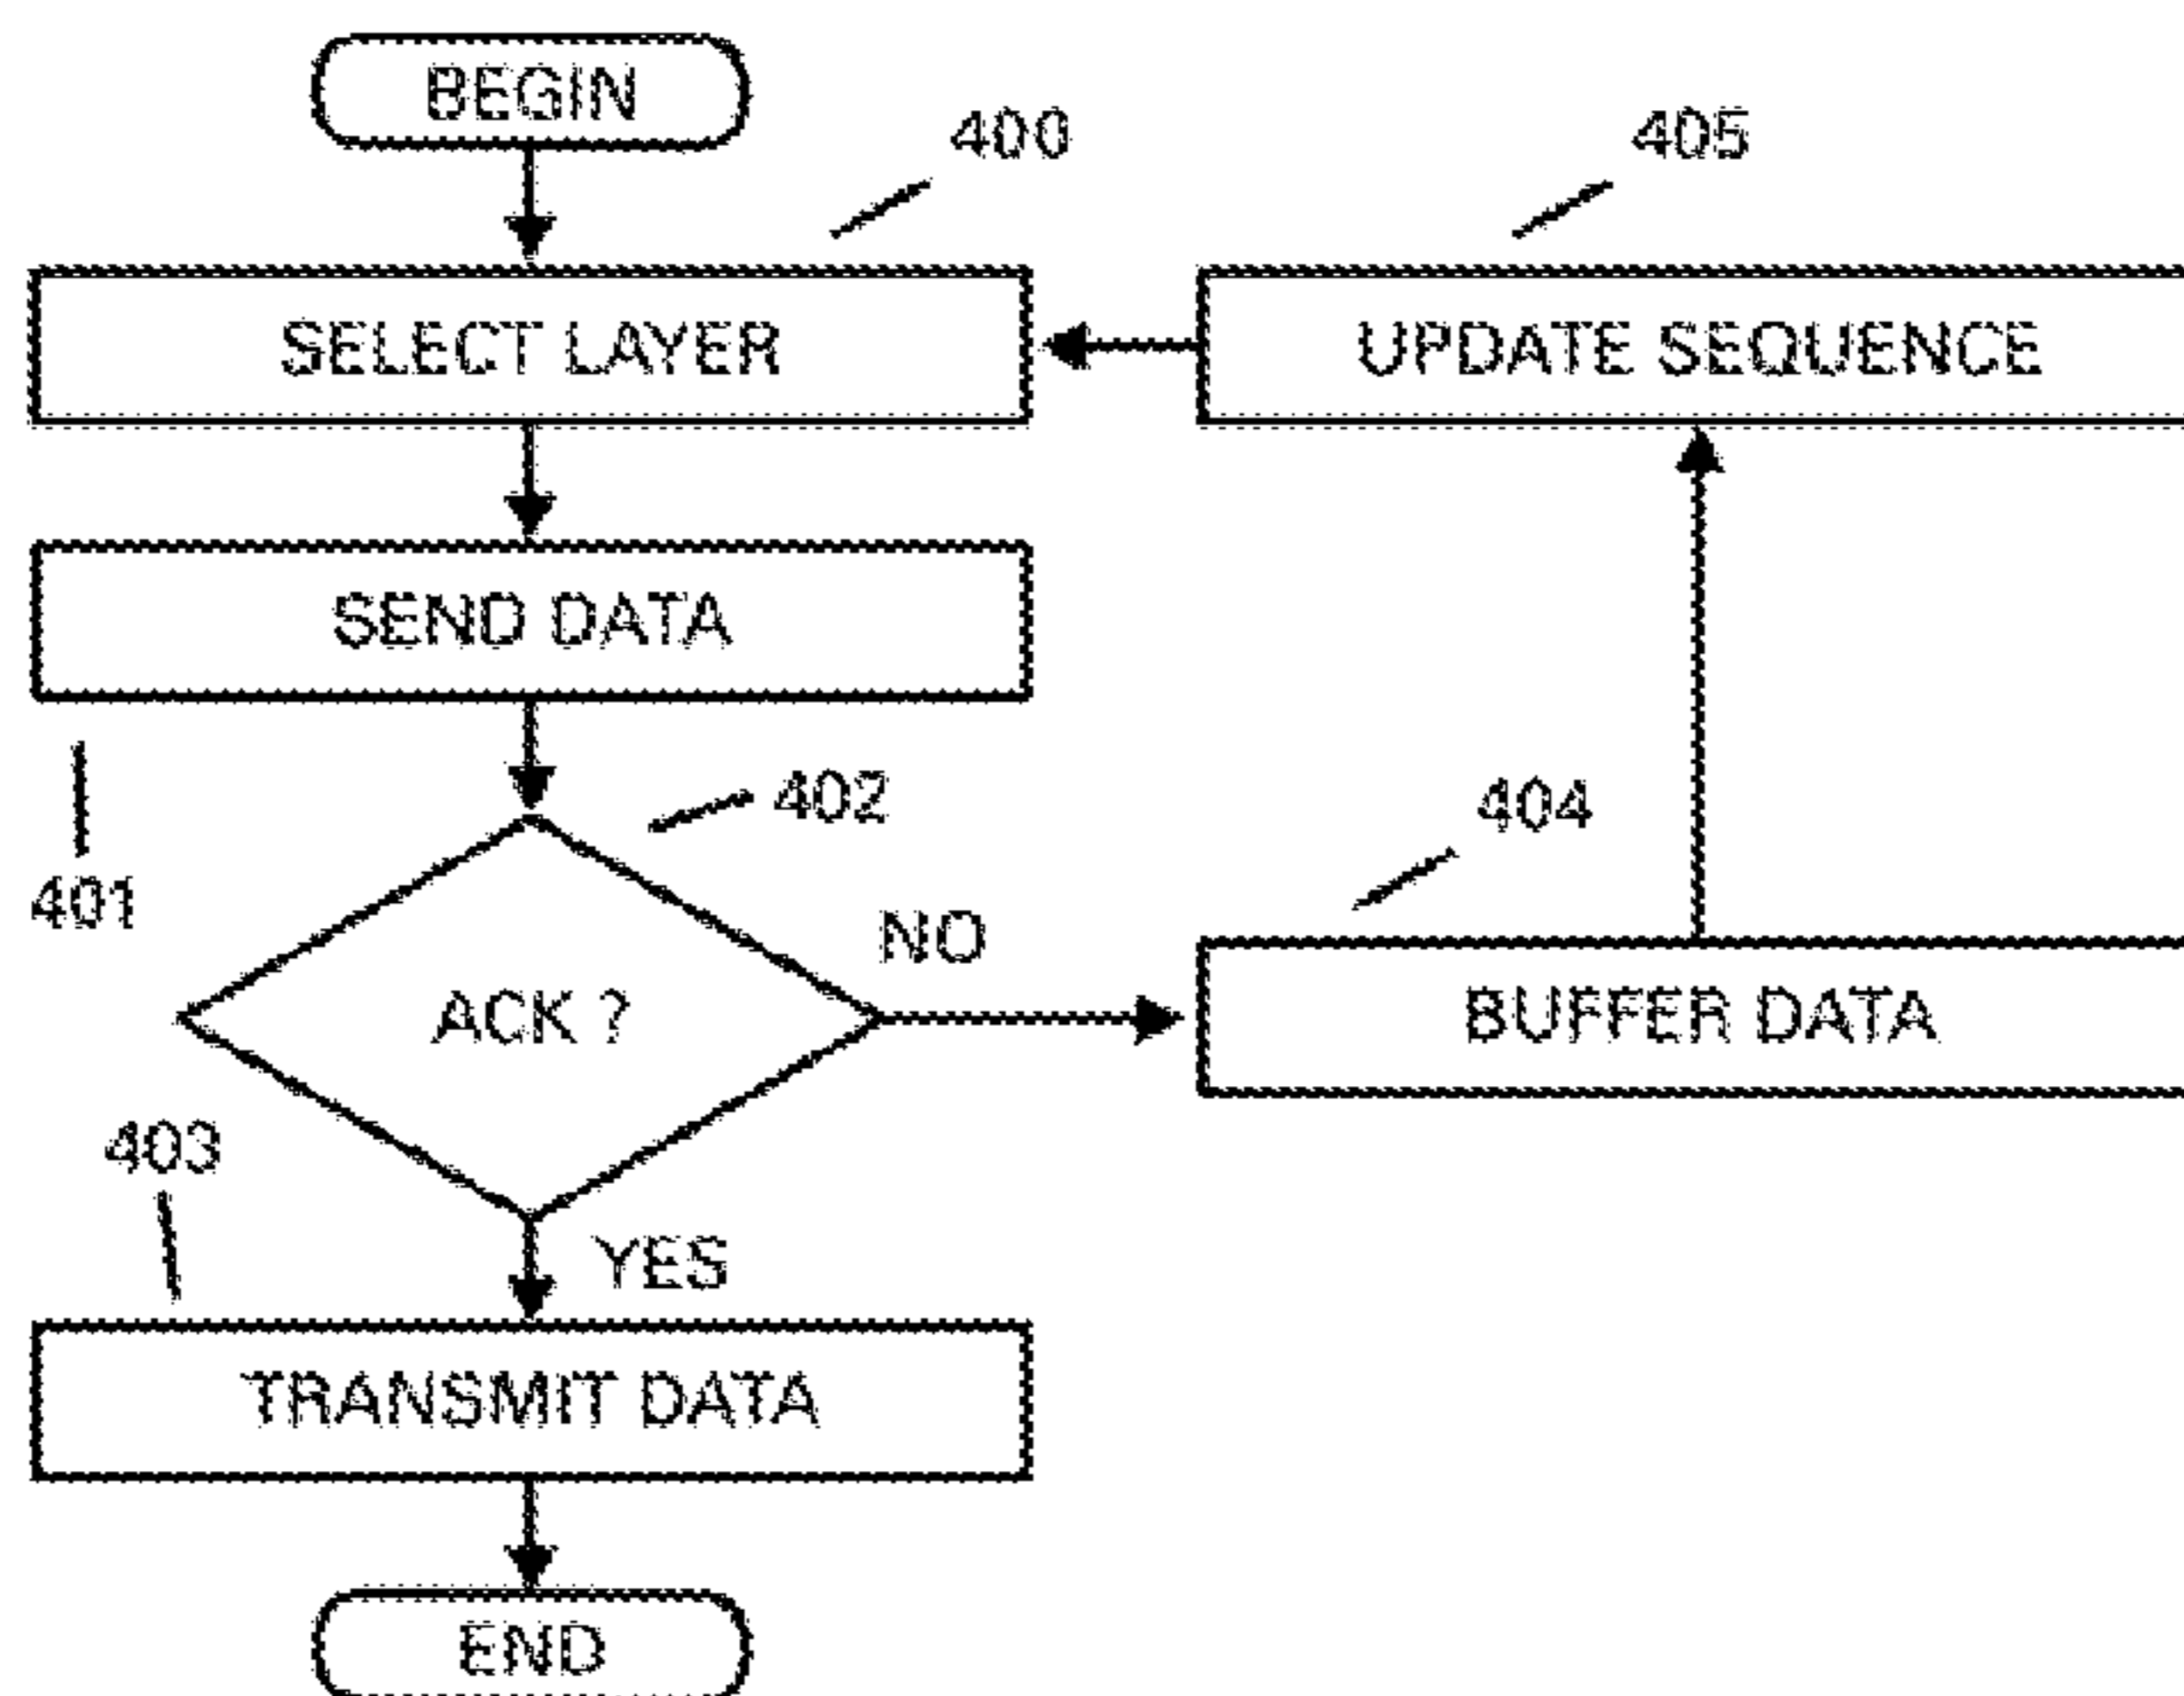 BEGIN
400
405
SELECT LAYER
UPDATE SEQUENCE
SEND DATA
402
404
401
NO
ACK ?
BUFFER DATA
403
YES
TRANSMIT DATA
END